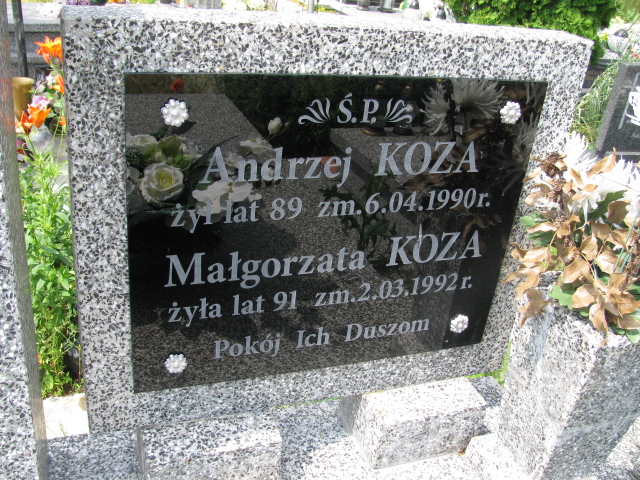 Ś.P.
Andrzej KOZA
żył lat 89 zm.6.04.1990r.
Małgorzata KOZA
żyła lat 91 zm.2.03.1992r.
Pokój Ich Duszom